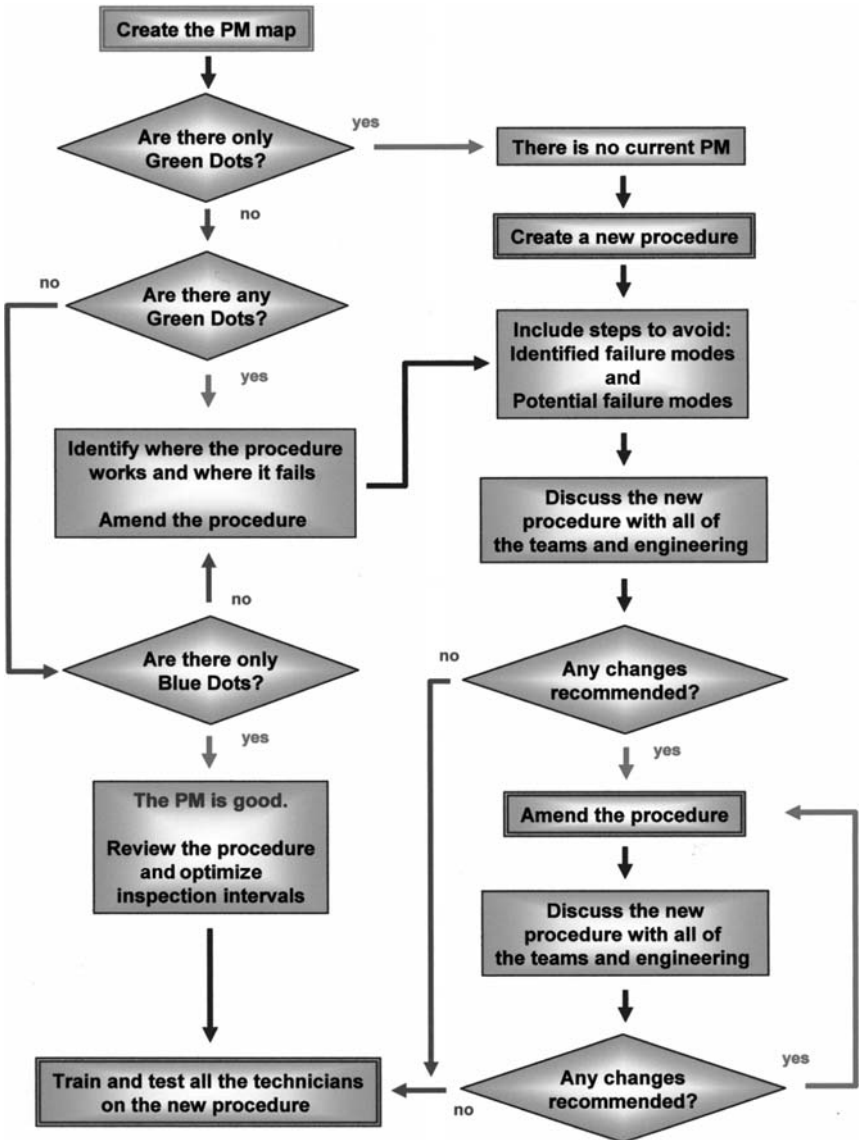 Create the PM map
Are there only
Green Dots?
yes
no
There is no current PM
Create a new procedure
no
Are there any
Green Dots?
yes
Include steps to avoid:
Identified failure modes
and
Potential failure modes
Identify where the procedure
works and where it fails
Amend the procedure
Discuss the new
procedure with all of
the teams and engineering
no
Are there only
Blue Dots?
yes
no
Any changes
recommended?
yes
The PM is good.
Review the procedure
and optimize
inspection intervals
Amend the procedure
Discuss the new
procedure with all of
the teams and engineering
Train and test all the technicians
on the new procedure
no
Any changes
recommended?
yes